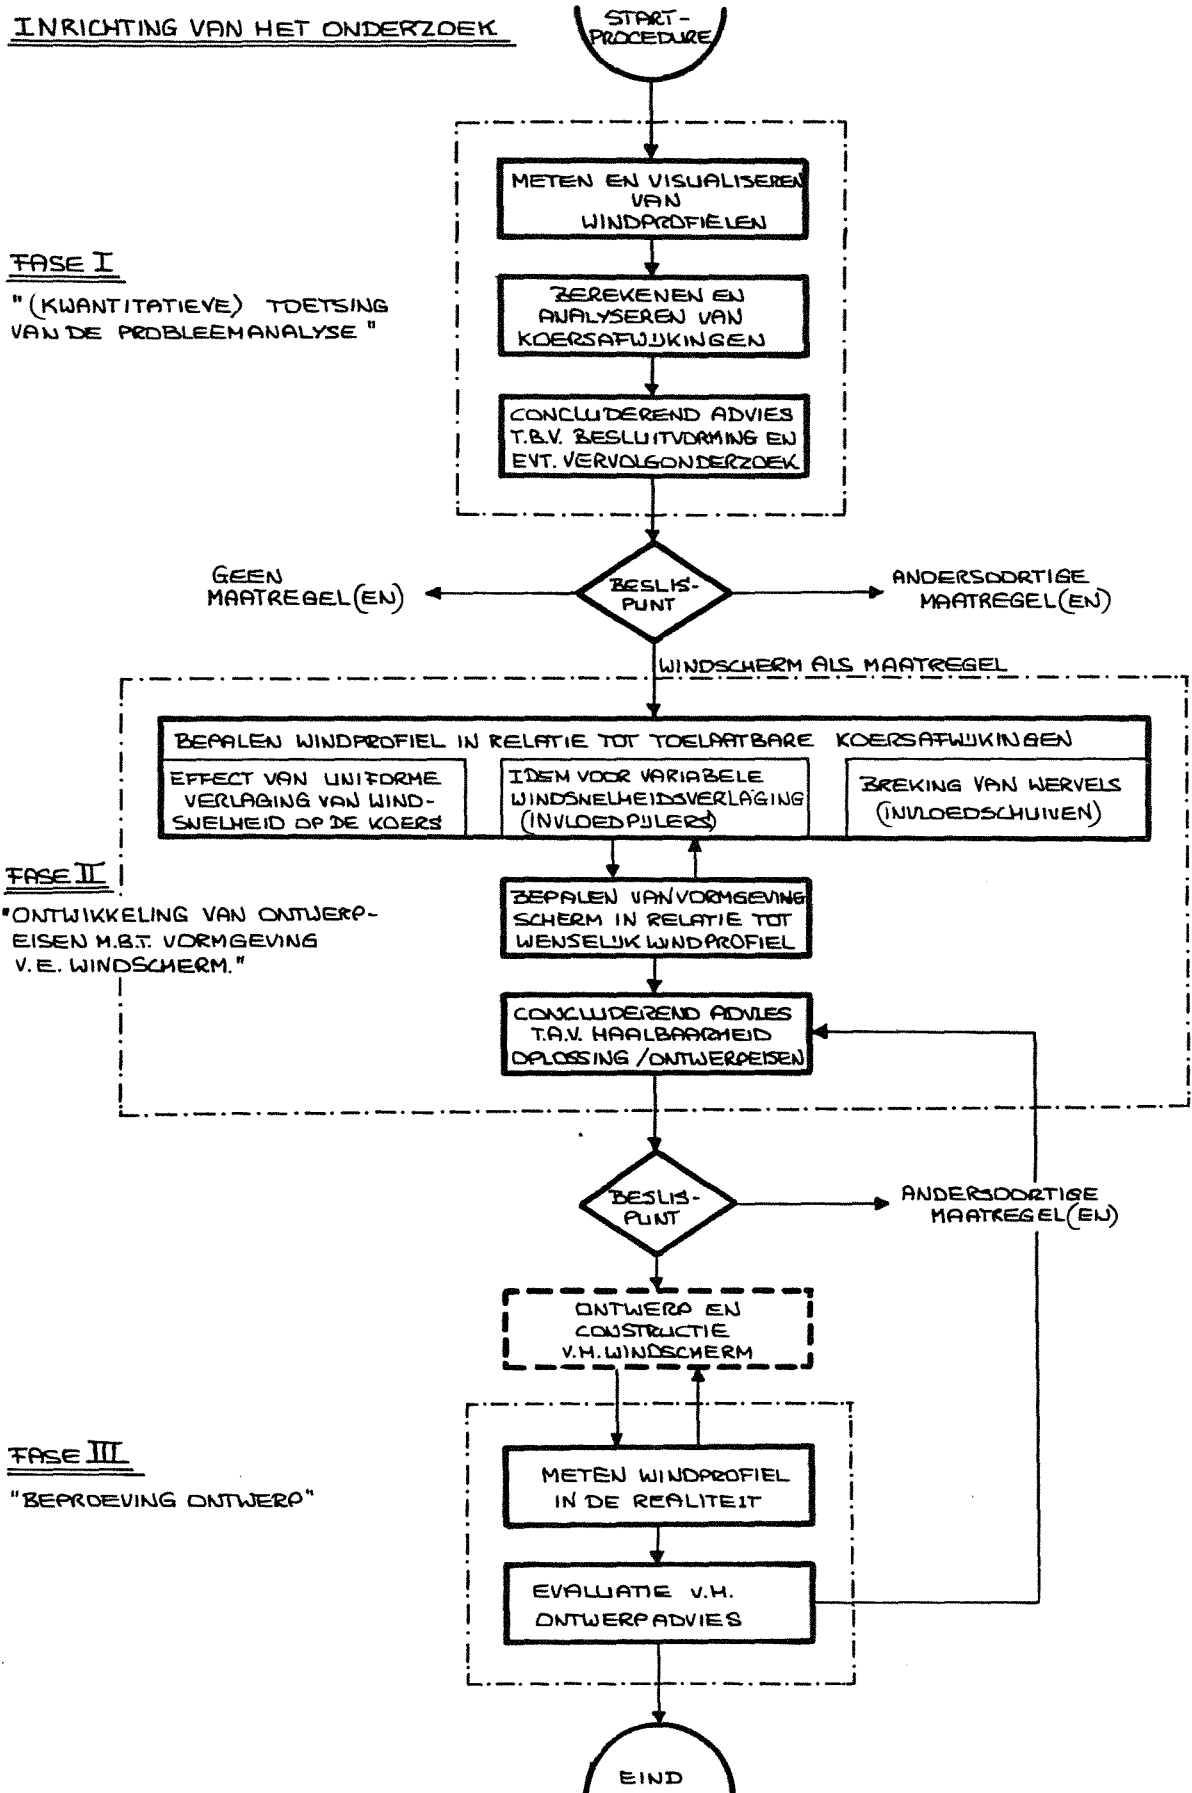 INRICHTING VAN HET ONDERZOEK
START-
PROCEDURE
METEN EN VISUALISEREN
VAN
WINDPROFIELEN
FASE I
"(KWANTITATIEVE) TOETSING
VAN DE PROBLEEMANALYSE"
BEREKENEN EN
ANALYSEREN VAN
KOERSAFWIJKINGEN
CONCLUDEREND ADVIES
T.B.V. BESLUITVORMING EN
EVT. VERVOLGONDERZOEK
GEEN
MAATREGEL(EN)
BESLIS-
PUNT
ANDERSOORTIGE
MAATREGEL(EN)
WINDSCHERM ALS MAATREGEL
BEPALEN WINDPROFIEL IN RELATIE TOT TOELAATBARE KOERSAFWIJKINGEN
EFFECT VAN UNIFORME
VERLAGING VAN WIND-
SNELHEID OP DE KOERS
IDEM VOOR VARIABELE
WINDSNELHEIDSVERLAGING
(INVLOEDPIJLERS)
BREKING VAN WERVELS
(INVLOEDSCHUIVEN)
FASE II
"ONTWIKKELING VAN ONTWERP-
EISEN M.B.T. VORMGEVING
V.E. WINDSCHERM."
BEPALEN VAN VORMGEVING
SCHERM IN RELATIE TOT
WENSELIJK WINDPROFIEL
CONCLUDEREND ADVIES
T.A.V. HAALBAARHEID
OPLOSSING / ONTWERPEISEN
BESLIS-
PUNT
ANDERSOORTIGE
MAATREGEL(EN)
ONTWERP EN
CONSTRUCTIE
V.H. WINDSCHERM
FASE III
"BEPROEVING ONTWERP"
METEN WINDPROFIEL
IN DE REALITEIT
EVALUATIE V.H.
ONTWERPADVIES
EIND